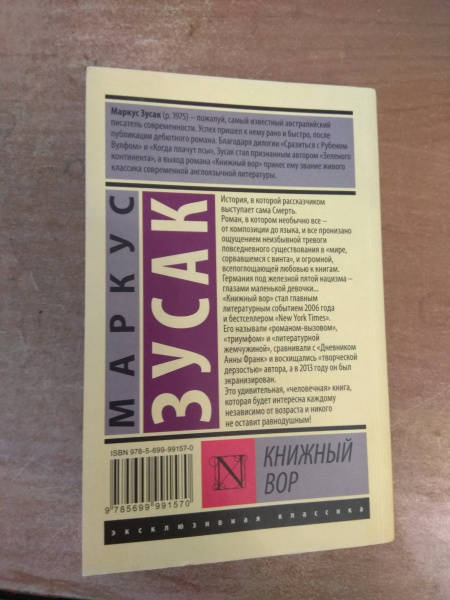 Маркус Зусак (р. 1975) – пожалуй, самый известный австралийский
писатель современности. Успех пришел к нему рано и быстро, после
публикации дебютного романа. Благодаря дилогии «Сразиться с Рубеном
Вулфом» и «Когда плачут псы», Зусак стал признанным автором «Зеленого
континента», а выход романа «Книжный вор» принес ему звание живого
классика современной англоязычной литературы.
МАРКУС
ЗУСАК
История, в которой рассказчиком
выступает сама Смерть.
Роман, в котором необычно все –
от композиции до языка, и все пронизано
ощущением неизбывной тревоги
повседневного существования в «мире,
сорвавшемся с винта», и огромной,
всепоглощающей любовью к книгам.
Германия под железной пятой нацизма –
глазами маленькой девочки...
«Книжный вор» стал главным
литературным событием 2006 года
и бестселлером «New York Times».
Его называли «романом-вызовом»,
«триумфом» и «литературной
жемчужиной», сравнивали с «Дневником
Анны Франк» и восхищались «творческой
дерзостью» автора, а в 2013 году он был
экранизирован.
Это удивительная, «человечная» книга,
которая будет интересна каждому
независимо от возраста и никого
не оставит равнодушным!
ISBN 978-5-699-99157-0
9 785699 991570
N
КНИЖНЫЙ
ВОР
эксклюзивная классика